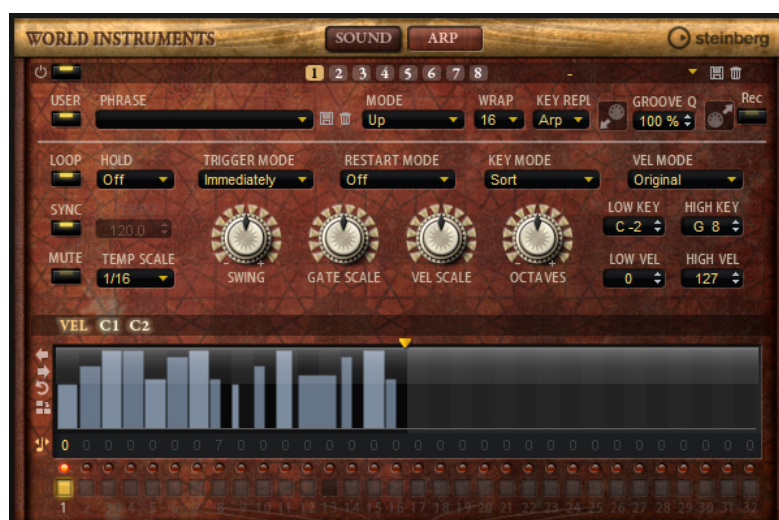 WORLD INSTRUMENTS SOUND ARP steinberg
1 2 3 4 5 6 7 8 -
USER PHRASE MODE WRAP KEY REPL GROOVE Q Rec
Up 16 Arp 100 %
LOOP HOLD TRIGGER MODE RESTART MODE KEY MODE VEL MODE
Off Immediately Off Sort Original
SYNC LOW KEY HIGH KEY
120.0 C -2 G 8
MUTE TEMP SCALE LOW VEL HIGH VEL
1/16 - + SWING GATE SCALE VEL SCALE - + OCTAVES 0 127
VEL C1 C2
0 0 0 0 0 0 0 7 0 0 0 0 0 0 0 0 0 0 0 0 0 0 0 0 0 0 0 0 0 0 0 0
1 2 3 4 5 6 7 8 9 10 11 12 13 14 15 16 17 18 19 20 21 22 23 24 25 26 27 28 29 30 31 32